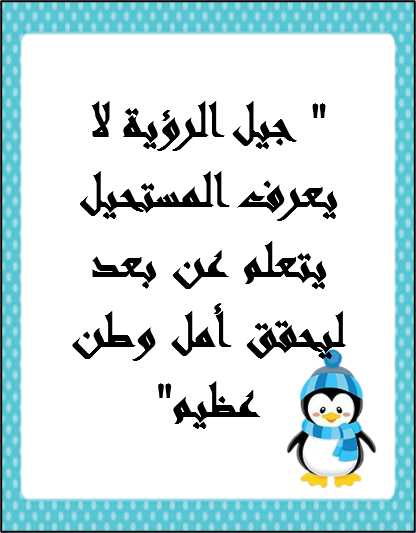 " جيل الرؤية لا
يعرف المستحيل
يتعلم عن بعد
ليحقق أمل وطن
عظيم"